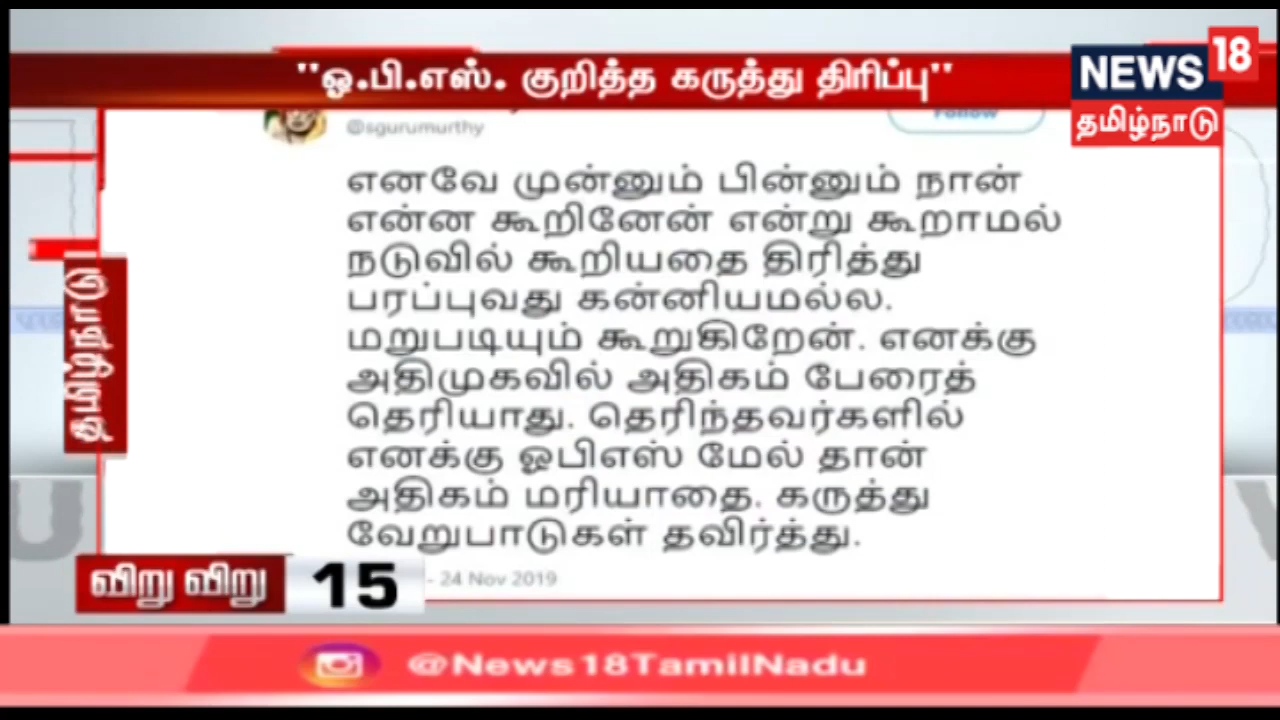 "ஓ.பி.எஸ். குறித்த கருத்து திரிப்பு"
NEWS 18
தமிழ்நாடு
@sgurumurthy
Follow
எனவே முன்னும் பின்னும் நான்
என்ன கூறினேன் என்று கூறாமல்
நடுவில் கூறியதை திரித்து
பரப்புவது கன்னியமல்ல.
மறுபடியும் கூறுகிறேன். எனக்கு
அதிமுகவில் அதிகம் பேரைத்
தெரியாது. தெரிந்தவர்களில்
எனக்கு ஓபிஎஸ் மேல் தான்
அதிகம் மரியாதை. கருத்து
வேறுபாடுகள் தவிர்த்து.
- 24 Nov 2019
தமிழ்நாடு
விறு விறு 15
@News18TamilNadu